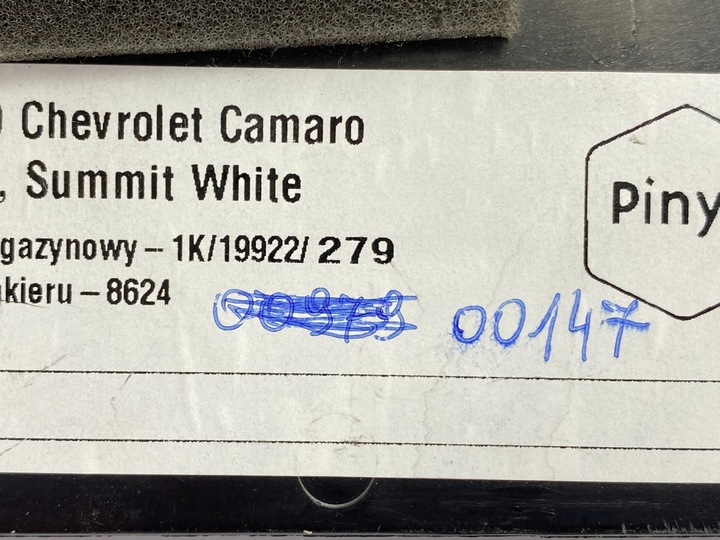 Chevrolet Camaro
, Summit White
gazynowy – 1K/19922/ 279
kieru – 8624
00147
Piny